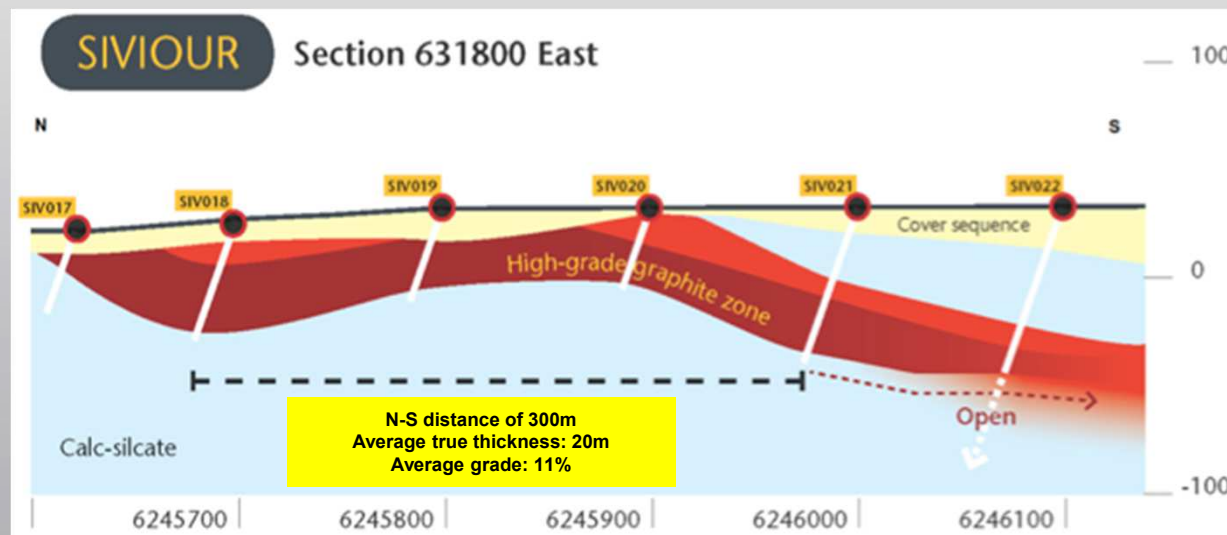 SIVIOUR
Section 631800 East
100
N
S
SIV017
SIV018
SIV019
SIV020
SIV021
SIV022
Cover sequence
0
High-grade graphite zone
N-S distance of 300m
Average true thickness: 20m
Average grade: 11%
Open
Calc-silcate
-100
6245700
6245800
6245900
6246000
6246100